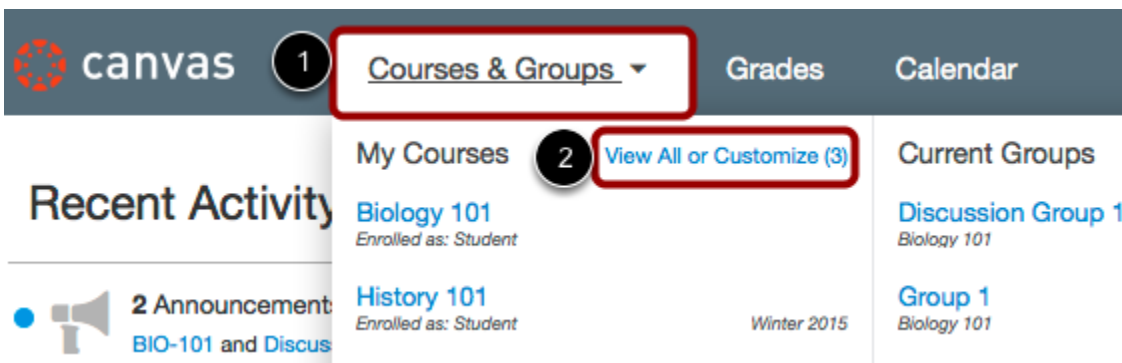 canvas
1
Courses & Groups
Grades
Calendar
My Courses
2
View All or Customize (3)
Current Groups
Recent Activity
Biology 101
Enrolled as: Student
Discussion Group 1
Biology 101
History 101
Enrolled as: Student
Winter 2015
Group 1
Biology 101
2 Announcement
BIO-101 and Discus